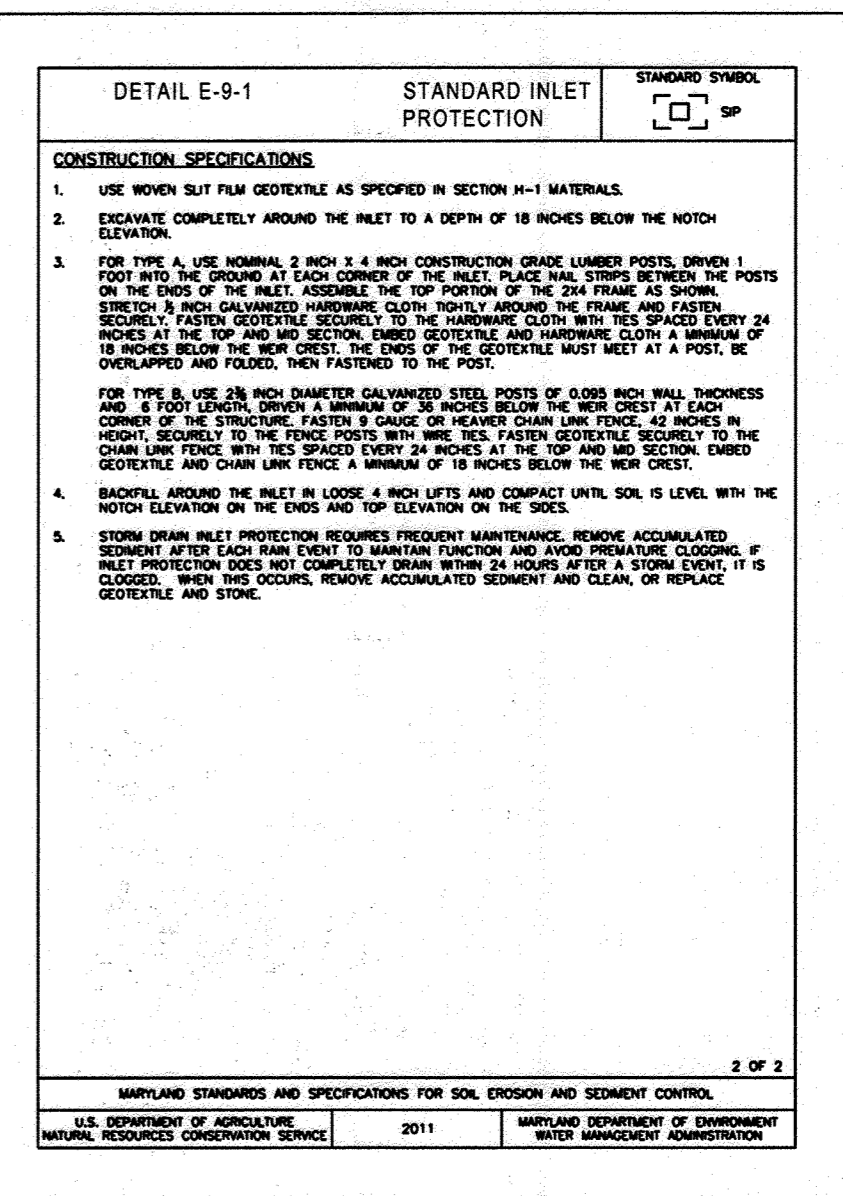 DETAIL E-9-1
STANDARD INLET
PROTECTION
STANDARD SYMBOL
SIP
CONSTRUCTION SPECIFICATIONS
1. USE WOVEN SLIT FILM GEOTEXTILE AS SPECIFIED IN SECTION H-1 MATERIALS.
2. EXCAVATE COMPLETELY AROUND THE INLET TO A DEPTH OF 18 INCHES BELOW THE NOTCH
ELEVATION.
3. FOR TYPE A, USE NOMINAL 2 INCH X 4 INCH CONSTRUCTION GRADE LUMBER POSTS, DRIVEN 1
FOOT INTO THE GROUND AT EACH CORNER OF THE INLET. PLACE NAIL STRIPS BETWEEN THE POSTS
ON THE ENDS OF THE INLET. ASSEMBLE THE TOP PORTION OF THE 2X4 FRAME AS SHOWN.
STRETCH ½ INCH GALVANIZED HARDWARE CLOTH TIGHTLY AROUND THE FRAME AND FASTEN
SECURELY. FASTEN GEOTEXTILE SECURELY TO THE HARDWARE CLOTH WITH TIES SPACED EVERY 24
INCHES AT THE TOP AND MID SECTION. EMBED GEOTEXTILE AND HARDWARE CLOTH A MINIMUM OF
18 INCHES BELOW THE WEIR CREST. THE ENDS OF THE GEOTEXTILE MUST MEET AT A POST, BE
OVERLAPPED AND FOLDED, THEN FASTENED TO THE POST.
FOR TYPE B, USE 2⅜ INCH DIAMETER GALVANIZED STEEL POSTS OF 0.095 INCH WALL THICKNESS
AND 6 FOOT LENGTH, DRIVEN A MINIMUM OF 36 INCHES BELOW THE WEIR CREST AT EACH
CORNER OF THE STRUCTURE. FASTEN 9 GAUGE OR HEAVIER CHAIN LINK FENCE, 42 INCHES IN
HEIGHT, SECURELY TO THE FENCE POSTS WITH WIRE TIES. FASTEN GEOTEXTILE SECURELY TO THE
CHAIN LINK FENCE WITH TIES SPACED EVERY 24 INCHES AT THE TOP AND MID SECTION. EMBED
GEOTEXTILE AND CHAIN LINK FENCE A MINIMUM OF 18 INCHES BELOW THE WEIR CREST.
4. BACKFILL AROUND THE INLET IN LOOSE 4 INCH LIFTS AND COMPACT UNTIL SOIL IS LEVEL WITH THE
NOTCH ELEVATION ON THE ENDS AND TOP ELEVATION ON THE SIDES.
5. STORM DRAIN INLET PROTECTION REQUIRES FREQUENT MAINTENANCE. REMOVE ACCUMULATED
SEDIMENT AFTER EACH RAIN EVENT TO MAINTAIN FUNCTION AND AVOID PREMATURE CLOGGING. IF
INLET PROTECTION DOES NOT COMPLETELY DRAIN WITHIN 24 HOURS AFTER A STORM EVENT, IT IS
CLOGGED. WHEN THIS OCCURS, REMOVE ACCUMULATED SEDIMENT AND CLEAN, OR REPLACE
GEOTEXTILE AND STONE.
2 OF 2
MARYLAND STANDARDS AND SPECIFICATIONS FOR SOIL EROSION AND SEDIMENT CONTROL
U.S. DEPARTMENT OF AGRICULTURE
NATURAL RESOURCES CONSERVATION SERVICE
2011
MARYLAND DEPARTMENT OF ENVIRONMENT
WATER MANAGEMENT ADMINISTRATION